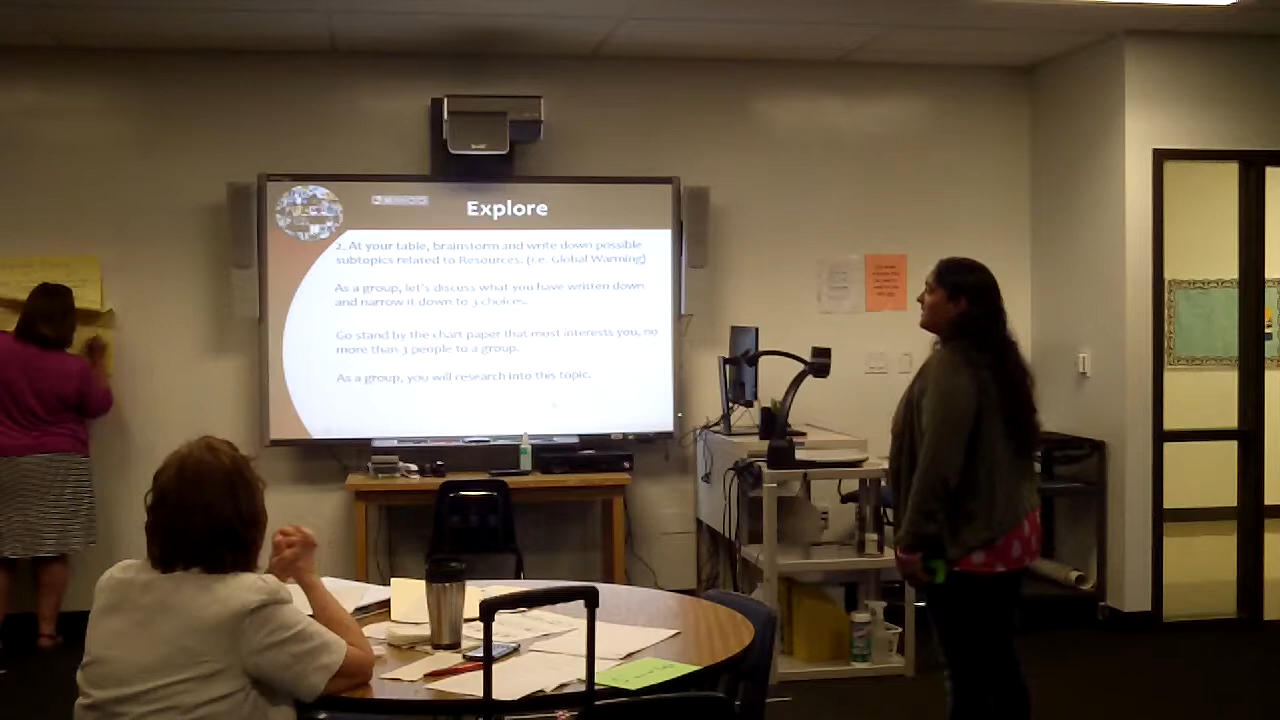 Explore
2. At your table, brainstorm and write down possible
subtopics related to Resources. (i.e. Global Warming)
As a group, let's discuss what you have written down
and narrow it down to 3 choices.
Go stand by the chart paper that most interests you, no
more than 3 people to a group.
As a group, you will research into this topic.